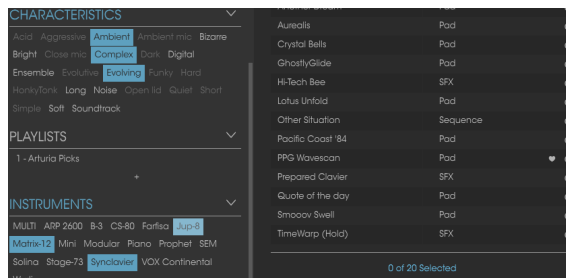 CHARACTERISTICS
Acid Aggressive Ambient Ambient mic Bizarre
Bright Close mic Complex Dark Digital
Ensemble Evolutive Evolving Funky Hard
HonkyTonk Long Noise Open lid Quiet Short
Simple Soft Soundtrack
PLAYLISTS
1 - Arturia Picks
+
INSTRUMENTS
MULTI ARP 2600 B-3 CS-80 Farfisa Jup-8
Matrix-12 Mini Modular Piano Prophet SEM
Solina Stage-73 Synclavier VOX Continental
Aurealis Pad
Crystal Bells Pad
GhostlyGlide Pad
Hi-Tech Bee SFX
Lotus Unfold Pad
Other Situation Sequence
Pacific Coast '84 Pad
PPG Wavescan Pad
Prepared Clavier SFX
Quote of the day Pad
Smooov Swell Pad
TimeWarp (Hold) SFX
0 of 20 Selected